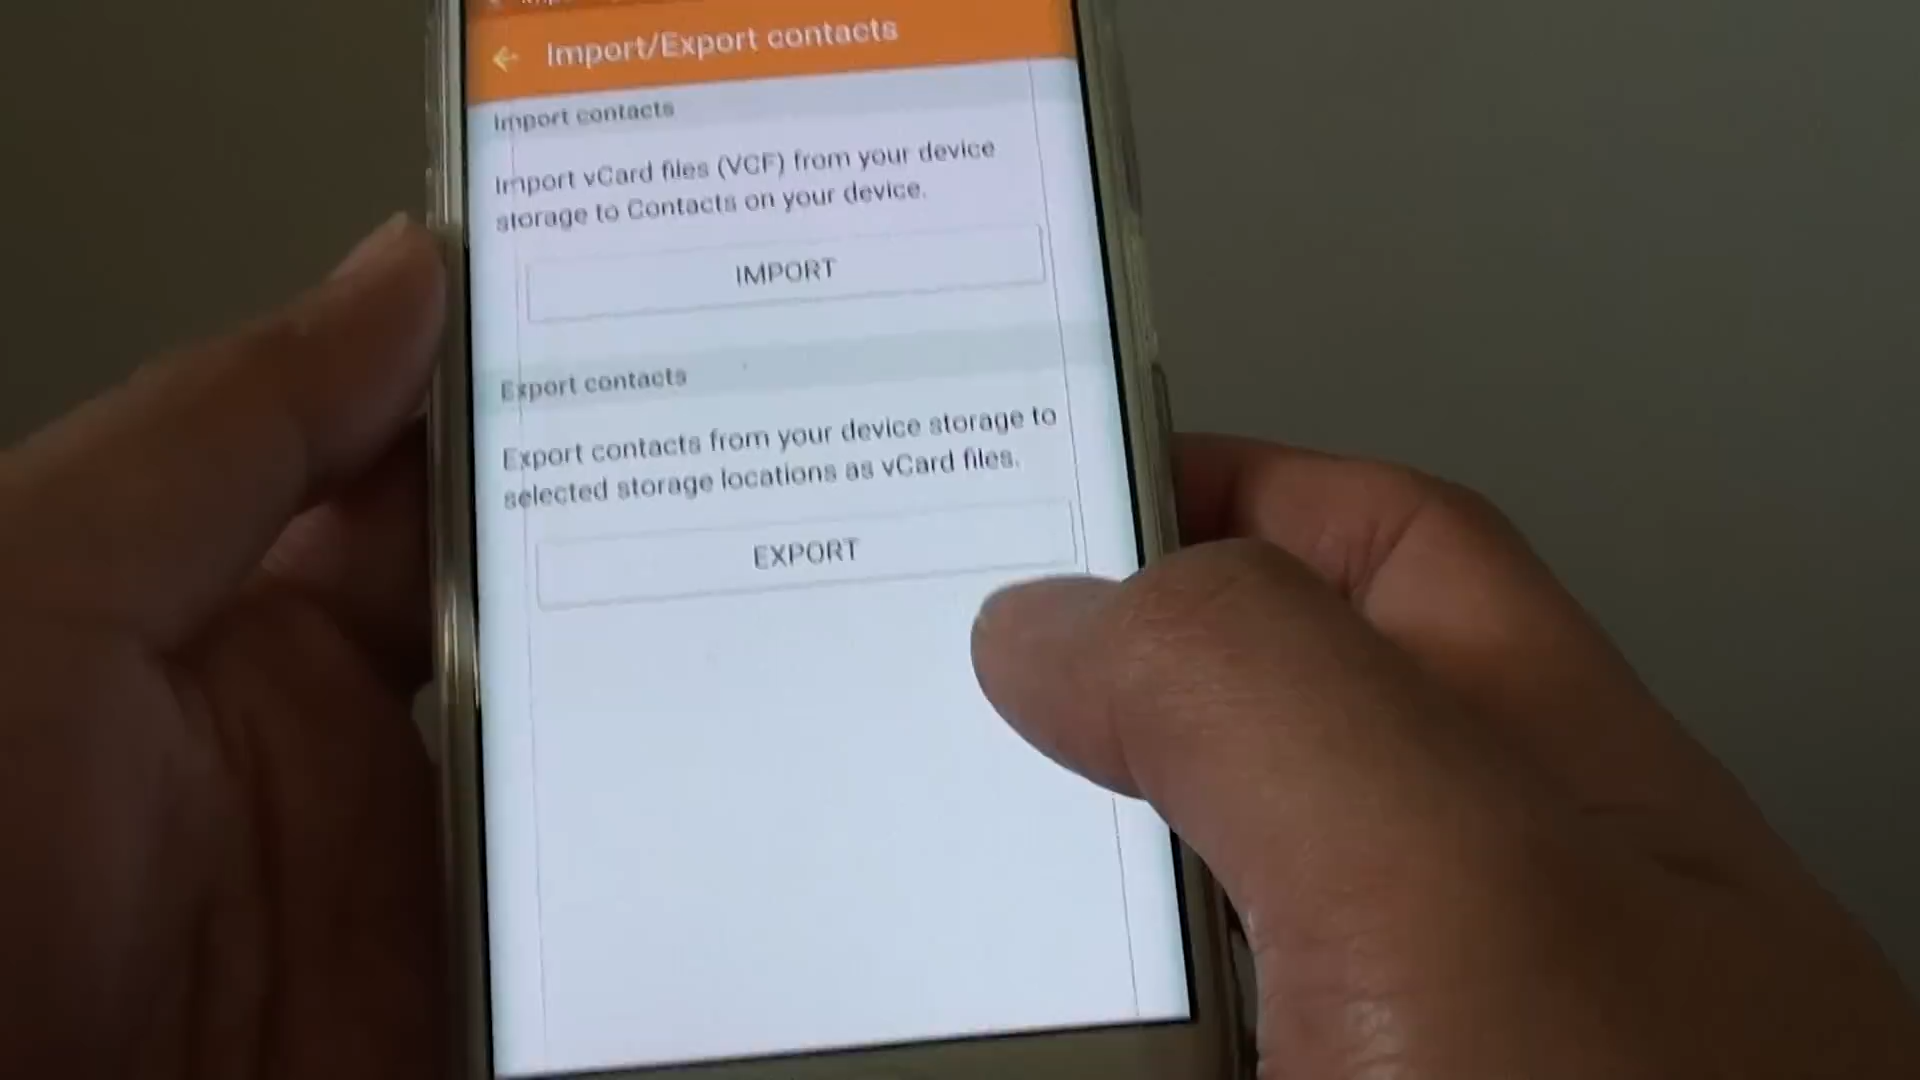 Import/Export contacts
Import contacts
Import vCard files (VCF) from your device
storage to Contacts on your device.
IMPORT
Export contacts
Export contacts from your device storage to
selected storage locations as vCard files.
EXPORT